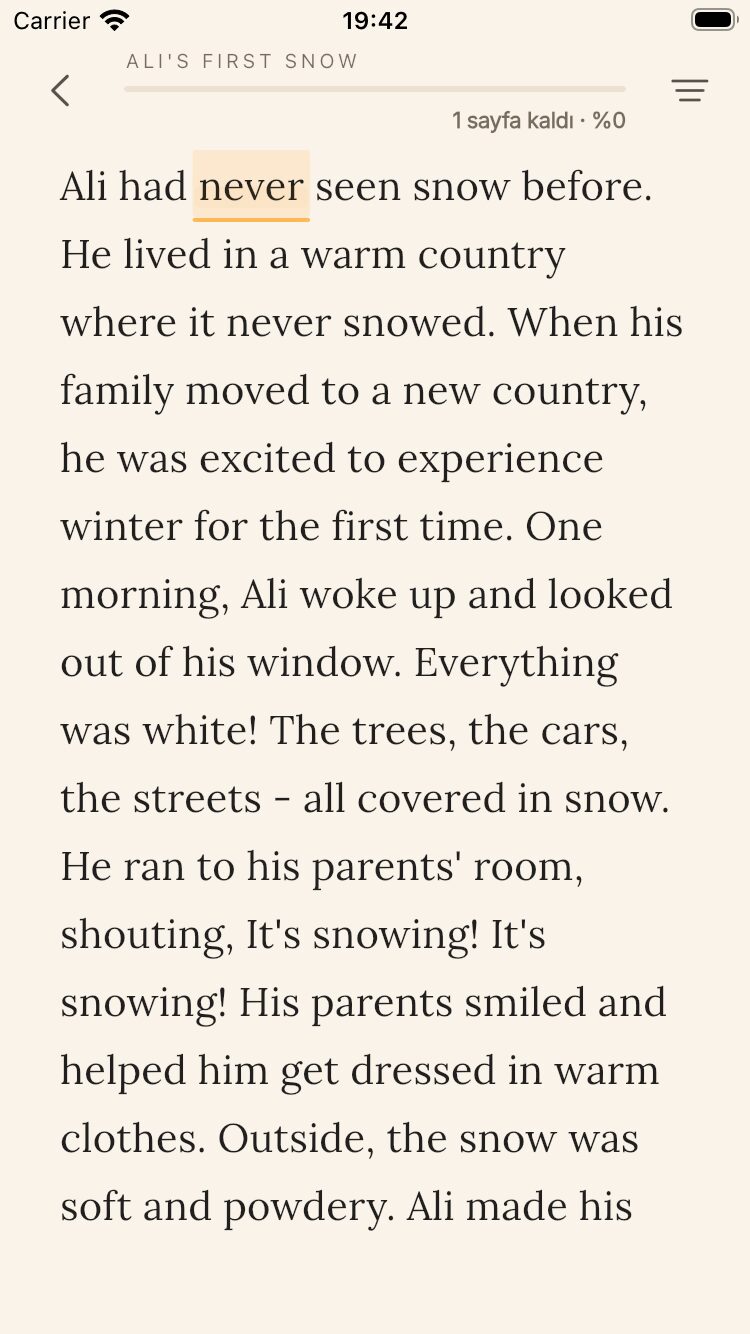 Carrier
19:42
ALI'S FIRST SNOW
1 sayfa kaldı · %0
Ali had never seen snow before.
He lived in a warm country
where it never snowed. When his
family moved to a new country,
he was excited to experience
winter for the first time. One
morning, Ali woke up and looked
out of his window. Everything
was white! The trees, the cars,
the streets - all covered in snow.
He ran to his parents' room,
shouting, It's snowing! It's
snowing! His parents smiled and
helped him get dressed in warm
clothes. Outside, the snow was
soft and powdery. Ali made his